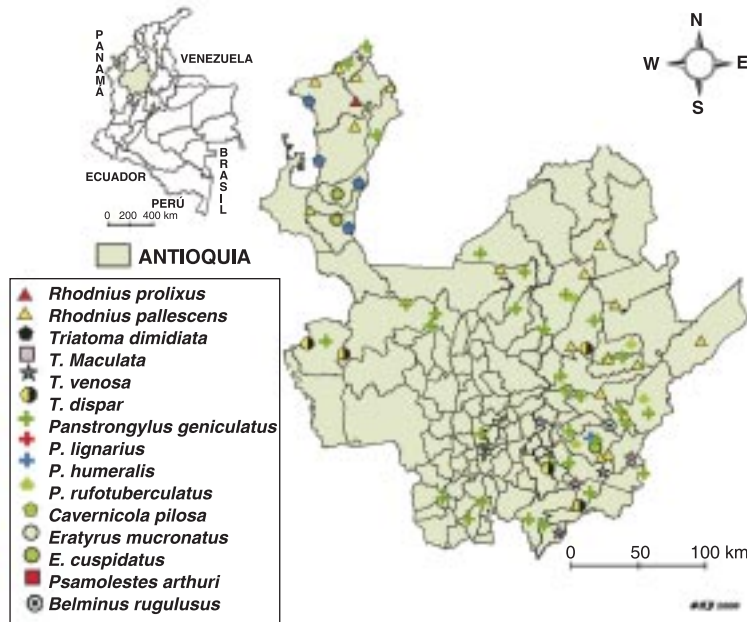 PANAMÁ
VENEZUELA
BRASIL
ECUADOR
PERÚ
0 200 400 km
N
W E
S
ANTIOQUIA
Rhodnius prolixus
Rhodnius pallescens
Triatoma dimidiata
T. Maculata
T. venosa
T. dispar
Panstrongylus geniculatus
P. lignarius
P. humeralis
P. rufotuberculatus
Cavernicola pilosa
Eratyrus mucronatus
E. cuspidatus
Psamolestes arthuri
Belminus rugulusus
0 50 100 km